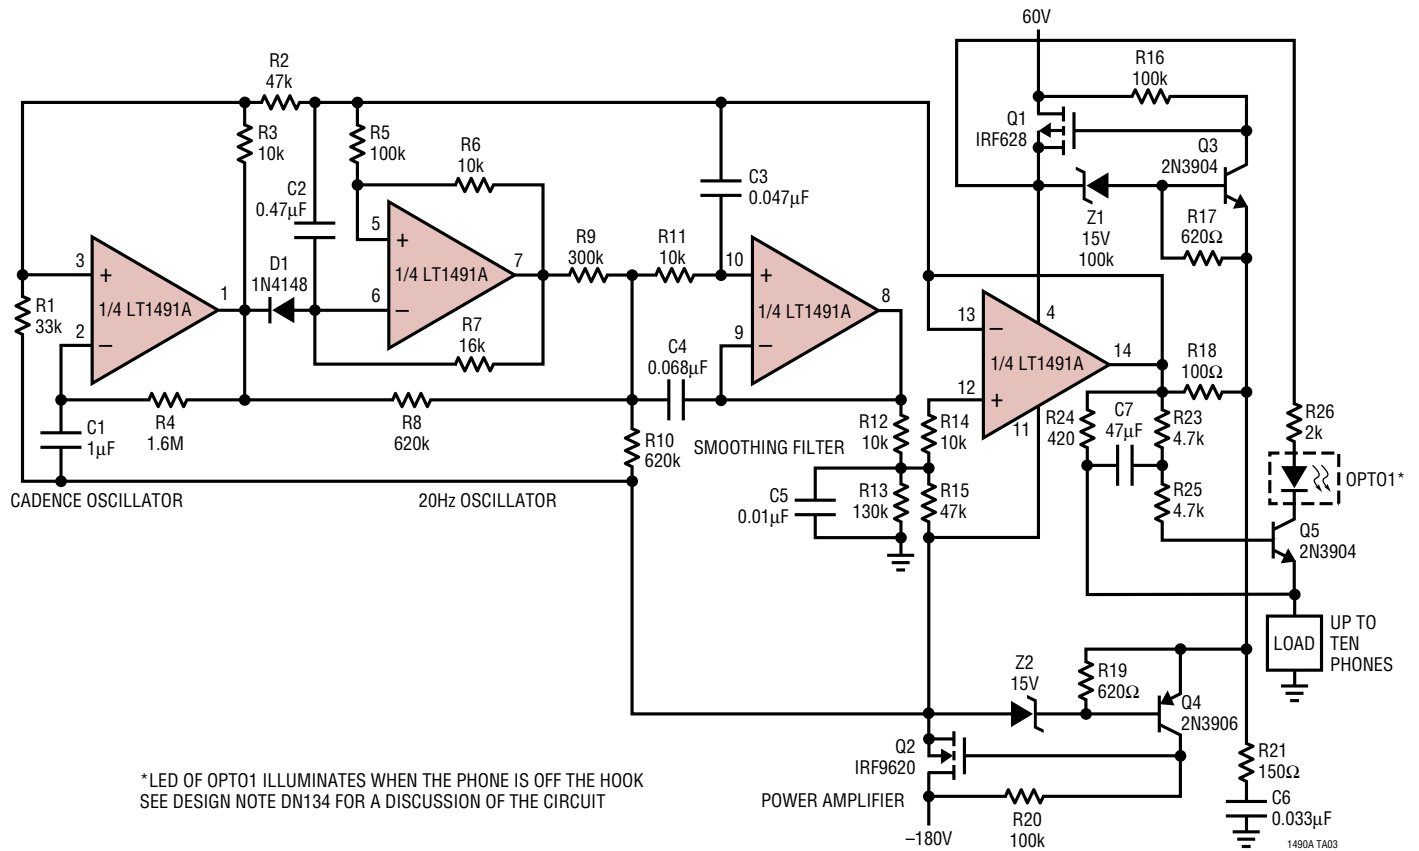 60V
R2
47k
R16
100k
R3
10k
R5
100k
R6
10k
Q1
IRF628
Q3
2N3904
C2
0.47µF
C3
0.047µF
Z1
15V
100k
R17
620Ω
5
+
1/4 LT1491A
7
6
–
R9
300k
R11
10k
10
+
1/4 LT1491A
8
9
–
3
+
1/4 LT1491A
1
2
–
D1
1N4148
R1
33k
R7
16k
C4
0.068µF
13
–
4
1/4 LT1491A
14
12
+
11
R18
100Ω
R4
1.6M
C1
1µF
R8
620k
R10
620k
SMOOTHING FILTER
R12
10k
R14
10k
R24
420
C7
47µF
R23
4.7k
R26
2k
OPTO1*
CADENCE OSCILLATOR
20Hz OSCILLATOR
C5
0.01µF
R13
130k
R15
47k
R25
4.7k
Q5
2N3904
LOAD
UP TO
TEN
PHONES
Z2
15V
R19
620Ω
Q4
2N3906
Q2
IRF9620
R21
150Ω
*LED OF OPTO1 ILLUMINATES WHEN THE PHONE IS OFF THE HOOK
SEE DESIGN NOTE DN134 FOR A DISCUSSION OF THE CIRCUIT
POWER AMPLIFIER
R20
100k
C6
0.033µF
–180V
1490A TA03